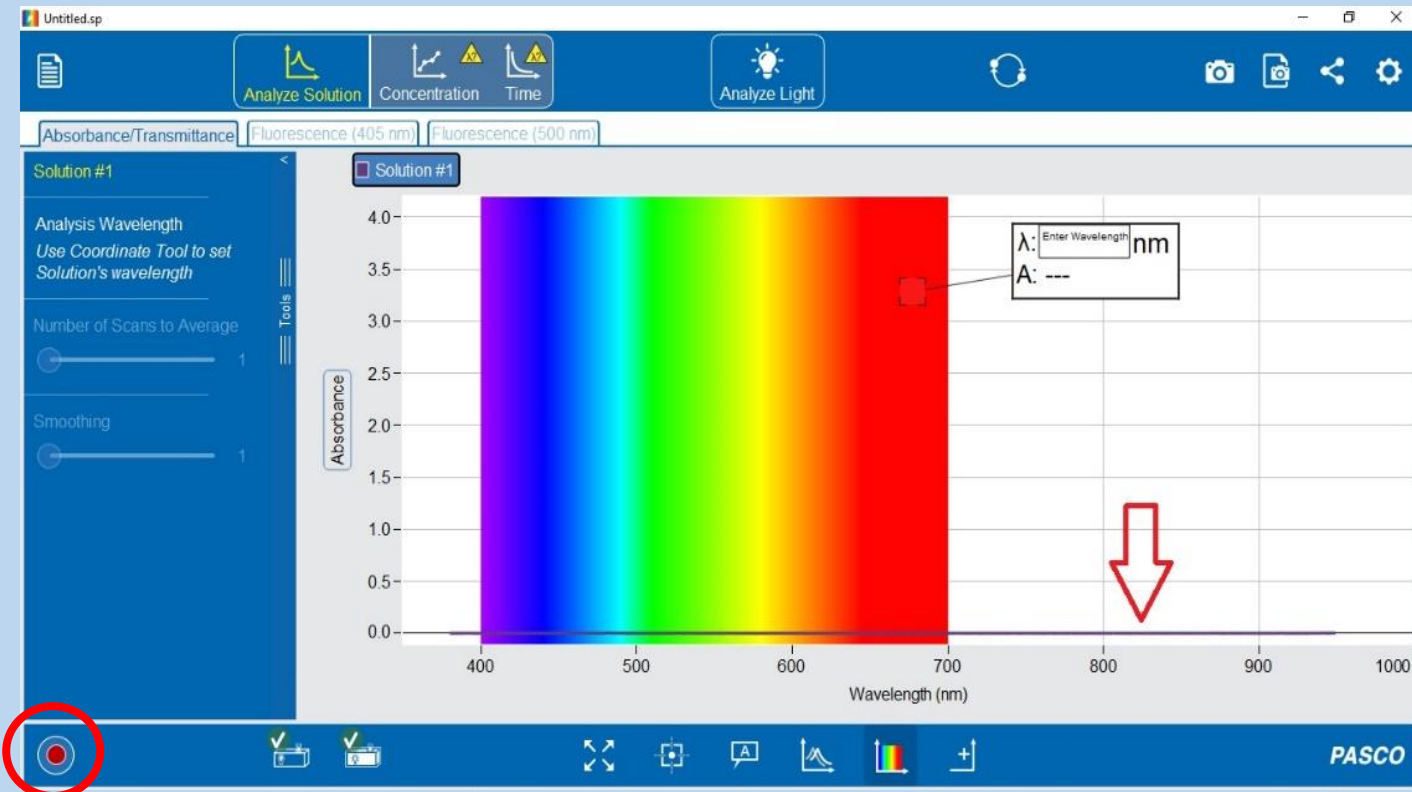 Untitled.sp
Analyze Solution
Concentration
λ?
Time
λ?
Analyze Light
Absorbance/Transmittance
Fluorescence (405 nm)
Fluorescence (500 nm)
Solution #1
<
Analysis Wavelength
Use Coordinate Tool to set
Solution's wavelength
Number of Scans to Average
1
Smoothing
1
Tools
Solution #1
Absorbance
4.0
3.5
3.0
2.5
2.0
1.5
1.0
0.5
0.0
λ: Enter Wavelength nm
A: ---
400 500 600 700 800 900 1000
Wavelength (nm)
A
PASCO